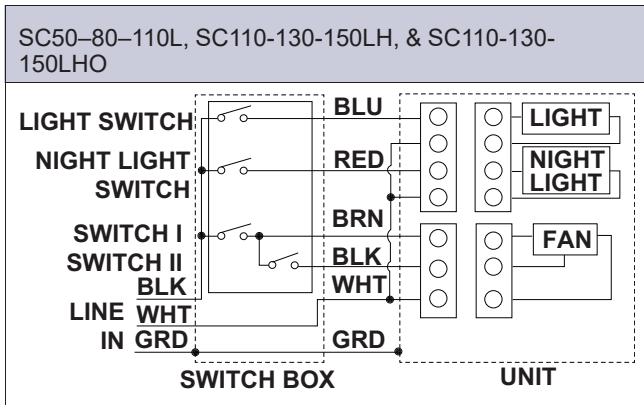 SC50–80–110L, SC110-130-150LH, & SC110-130-
150LHO
LIGHT SWITCH
BLU
LIGHT
NIGHT LIGHT
SWITCH
RED
NIGHT
LIGHT
SWITCH I
BRN
FAN
SWITCH II
BLK
BLK
WHT
LINE
IN
WHT
GRD
GRD
SWITCH BOX
UNIT